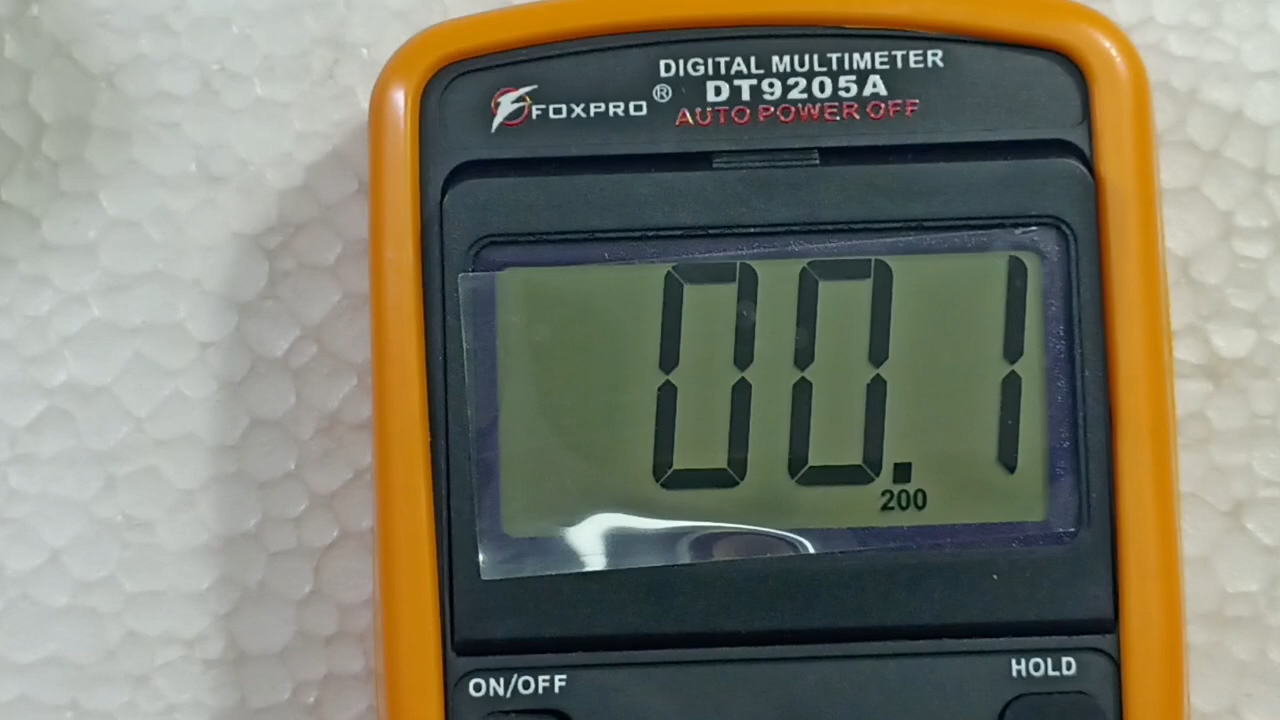 DIGITAL MULTIMETER
FOXPRO ® DT9205A
AUTO POWER OFF
00.1
200
ON/OFF
HOLD